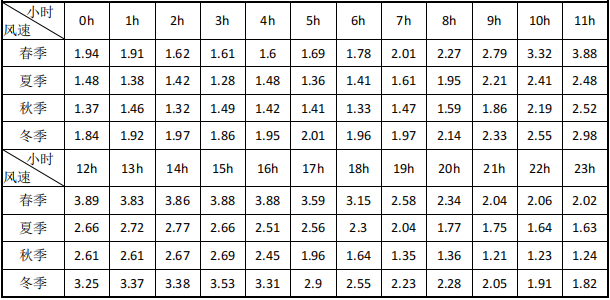 小时 风速 0h 1h 2h 3h 4h 5h 6h 7h 8h 9h 10h 11h
春季 1.94 1.91 1.62 1.61 1.6 1.69 1.78 2.01 2.27 2.79 3.32 3.88
夏季 1.48 1.38 1.42 1.28 1.48 1.36 1.41 1.61 1.95 2.21 2.41 2.48
秋季 1.37 1.46 1.32 1.49 1.42 1.41 1.33 1.47 1.59 1.86 2.19 2.52
冬季 1.84 1.92 1.97 1.86 1.95 2.01 1.96 1.97 2.14 2.33 2.55 2.98
小时 风速 12h 13h 14h 15h 16h 17h 18h 19h 20h 21h 22h 23h
春季 3.89 3.83 3.86 3.88 3.88 3.59 3.15 2.58 2.34 2.04 2.06 2.02
夏季 2.66 2.72 2.77 2.66 2.51 2.56 2.3 2.04 1.77 1.75 1.64 1.63
秋季 2.61 2.61 2.67 2.69 2.45 1.96 1.64 1.35 1.36 1.21 1.23 1.24
冬季 3.25 3.37 3.38 3.53 3.31 2.9 2.55 2.23 2.28 2.05 1.91 1.82